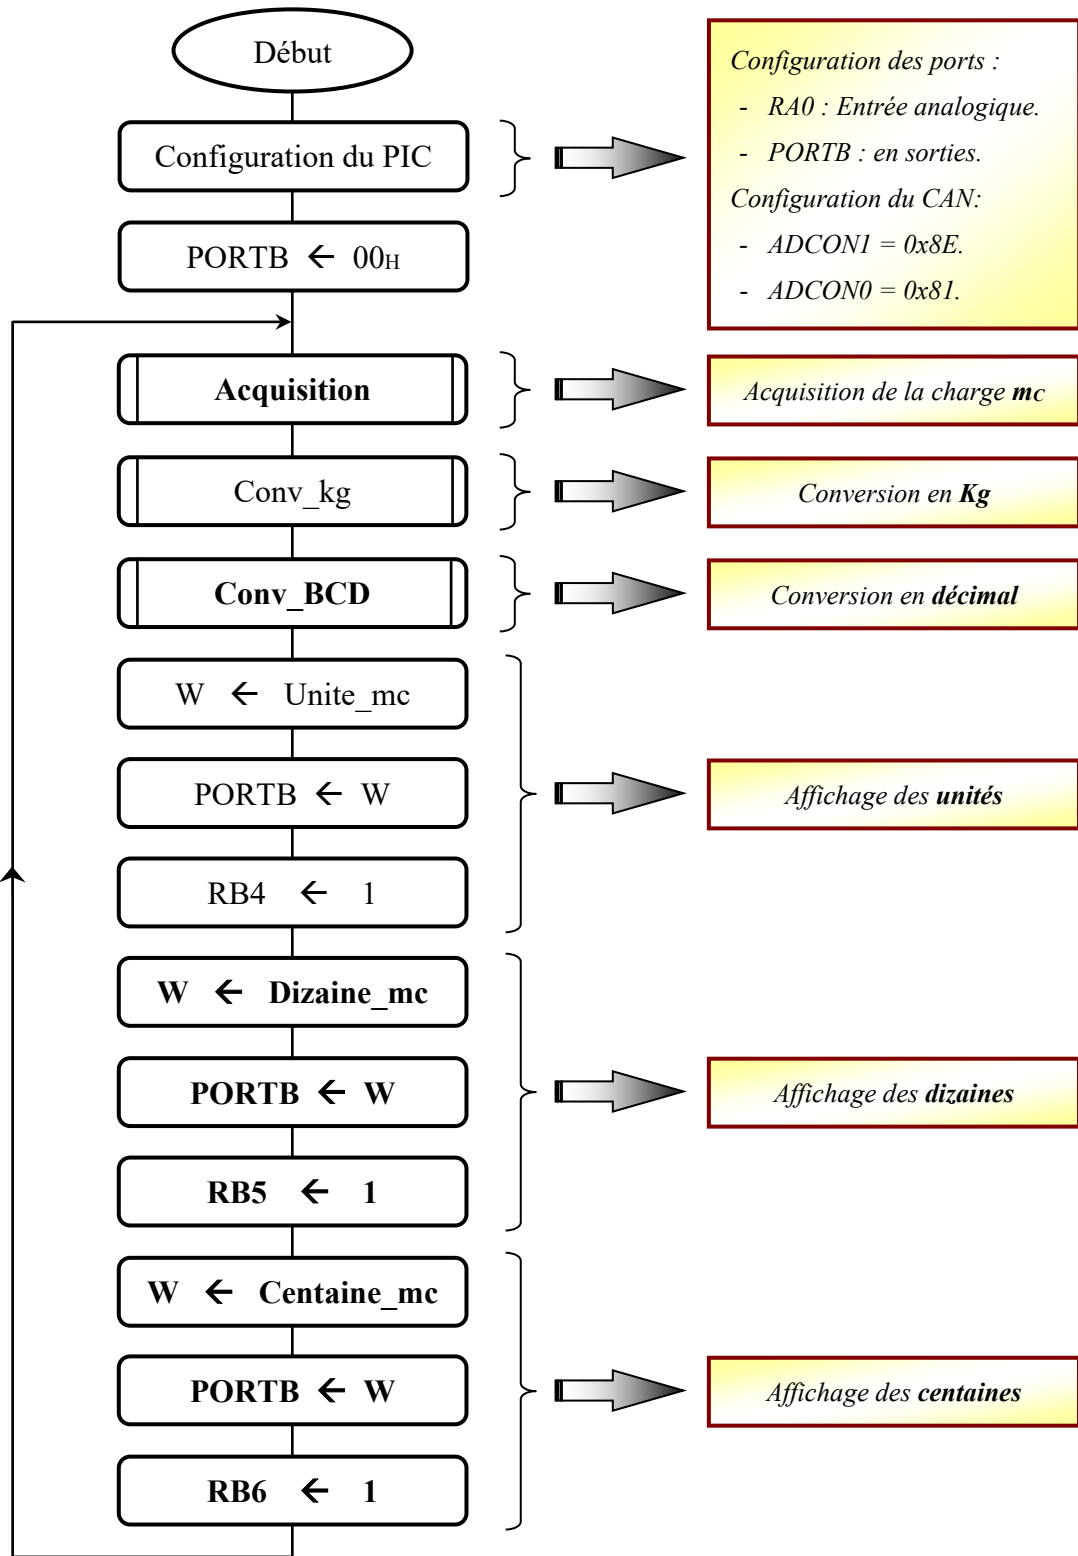 Début
Configuration du PIC
PORTB ← 00H
Acquisition
Conv_kg
Conv_BCD
W ← Unite_mc
PORTB ← W
RB4 ← 1
W ← Dizaine_mc
PORTB ← W
RB5 ← 1
W ← Centaine_mc
PORTB ← W
RB6 ← 1
Configuration des ports :
- RA0 : Entrée analogique.
- PORTB : en sorties.
Configuration du CAN:
- ADCON1 = 0x8E.
- ADCON0 = 0x81.
Acquisition de la charge mc
Conversion en Kg
Conversion en décimal
Affichage des unités
Affichage des dizaines
Affichage des centaines